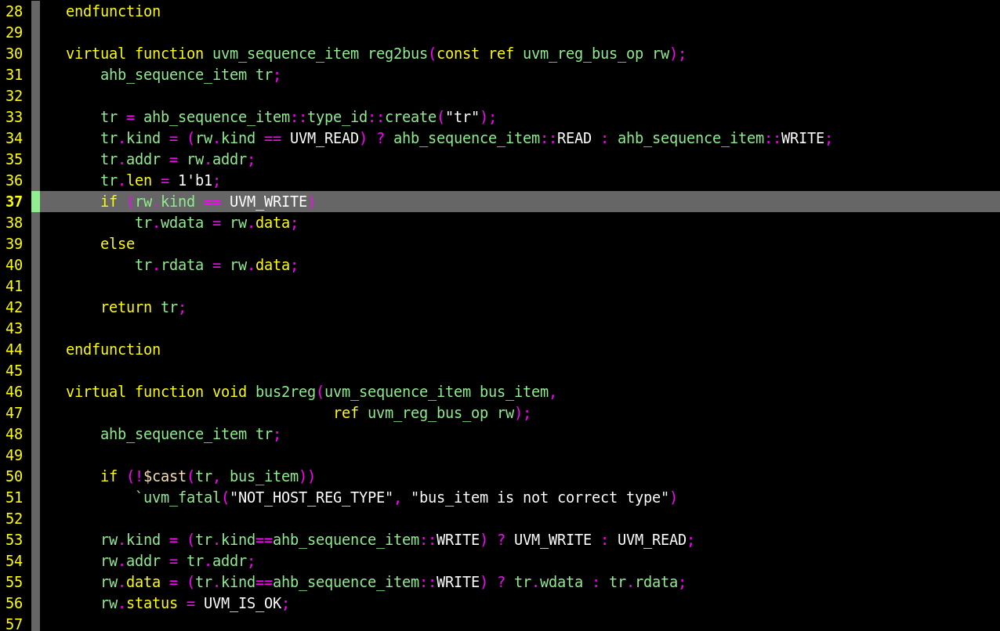 28     endfunction
29
30     virtual function uvm_sequence_item reg2bus(const ref uvm_reg_bus_op rw);
31         ahb_sequence_item tr;
32
33         tr = ahb_sequence_item::type_id::create("tr");
34         tr.kind = (rw.kind == UVM_READ) ? ahb_sequence_item::READ : ahb_sequence_item::WRITE;
35         tr.addr = rw.addr;
36         tr.len = 1'b1;
37         if (rw.kind == UVM_WRITE)
38             tr.wdata = rw.data;
39         else
40             tr.rdata = rw.data;
41
42         return tr;
43
44     endfunction
45
46     virtual function void bus2reg(uvm_sequence_item bus_item,
47                                    ref uvm_reg_bus_op rw);
48         ahb_sequence_item tr;
49
50         if (!$cast(tr, bus_item))
51             `uvm_fatal("NOT_HOST_REG_TYPE", "bus_item is not correct type")
52
53         rw.kind = (tr.kind==ahb_sequence_item::WRITE) ? UVM_WRITE : UVM_READ;
54         rw.addr = tr.addr;
55         rw.data = (tr.kind==ahb_sequence_item::WRITE) ? tr.wdata : tr.rdata;
56         rw.status = UVM_IS_OK;
57